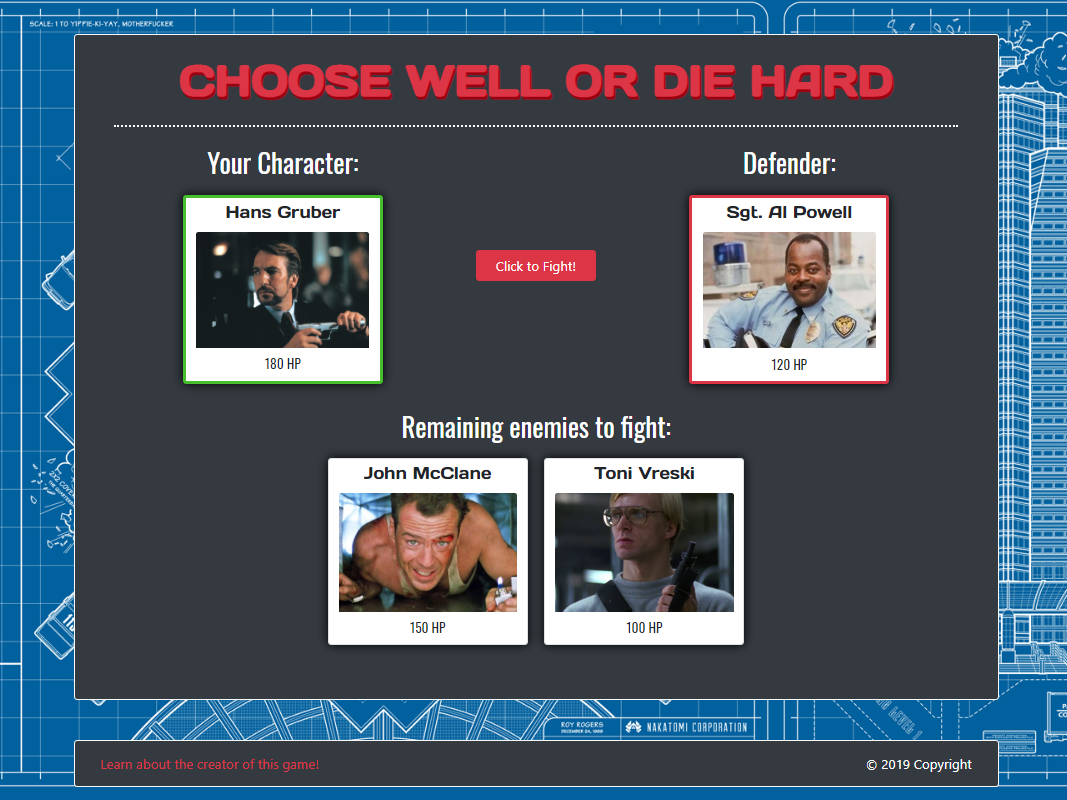 SCALE: 1 TO YIPPIE-KI-YAY, MOTHERFUCKER
CHOOSE WELL OR DIE HARD
Your Character:
Defender:
Hans Gruber
Sgt. Al Powell
Click to Fight!
180 HP
120 HP
Remaining enemies to fight:
John McClane
Toni Vreski
150 HP
100 HP
ROY ROGERS
DECEMBER 24, 1988
NAKATOMI CORPORATION
Learn about the creator of this game!
© 2019 Copyright